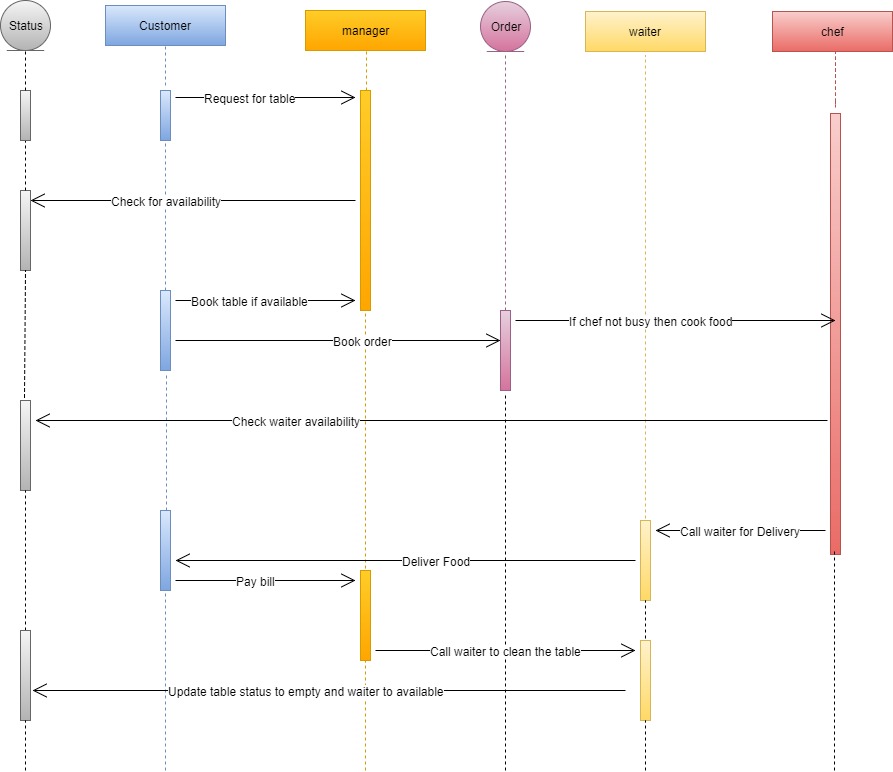 Status
Customer
manager
Order
waiter
chef
Request for table
Check for availability
Book table if available
If chef not busy then cook food
Book order
Check waiter availability
Call waiter for Delivery
Deliver Food
Pay bill
Call waiter to clean the table
Update table status to empty and waiter to available